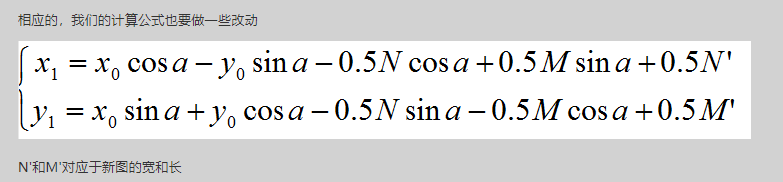 相应的，我们的计算公式也要做一些改动
x₁ = x₀ cos a − y₀ sin a − 0.5N cos a + 0.5M sin a + 0.5N'
y₁ = x₀ sin a + y₀ cos a − 0.5N sin a − 0.5M cos a + 0.5M'
N'和M'对应于新图的宽和长